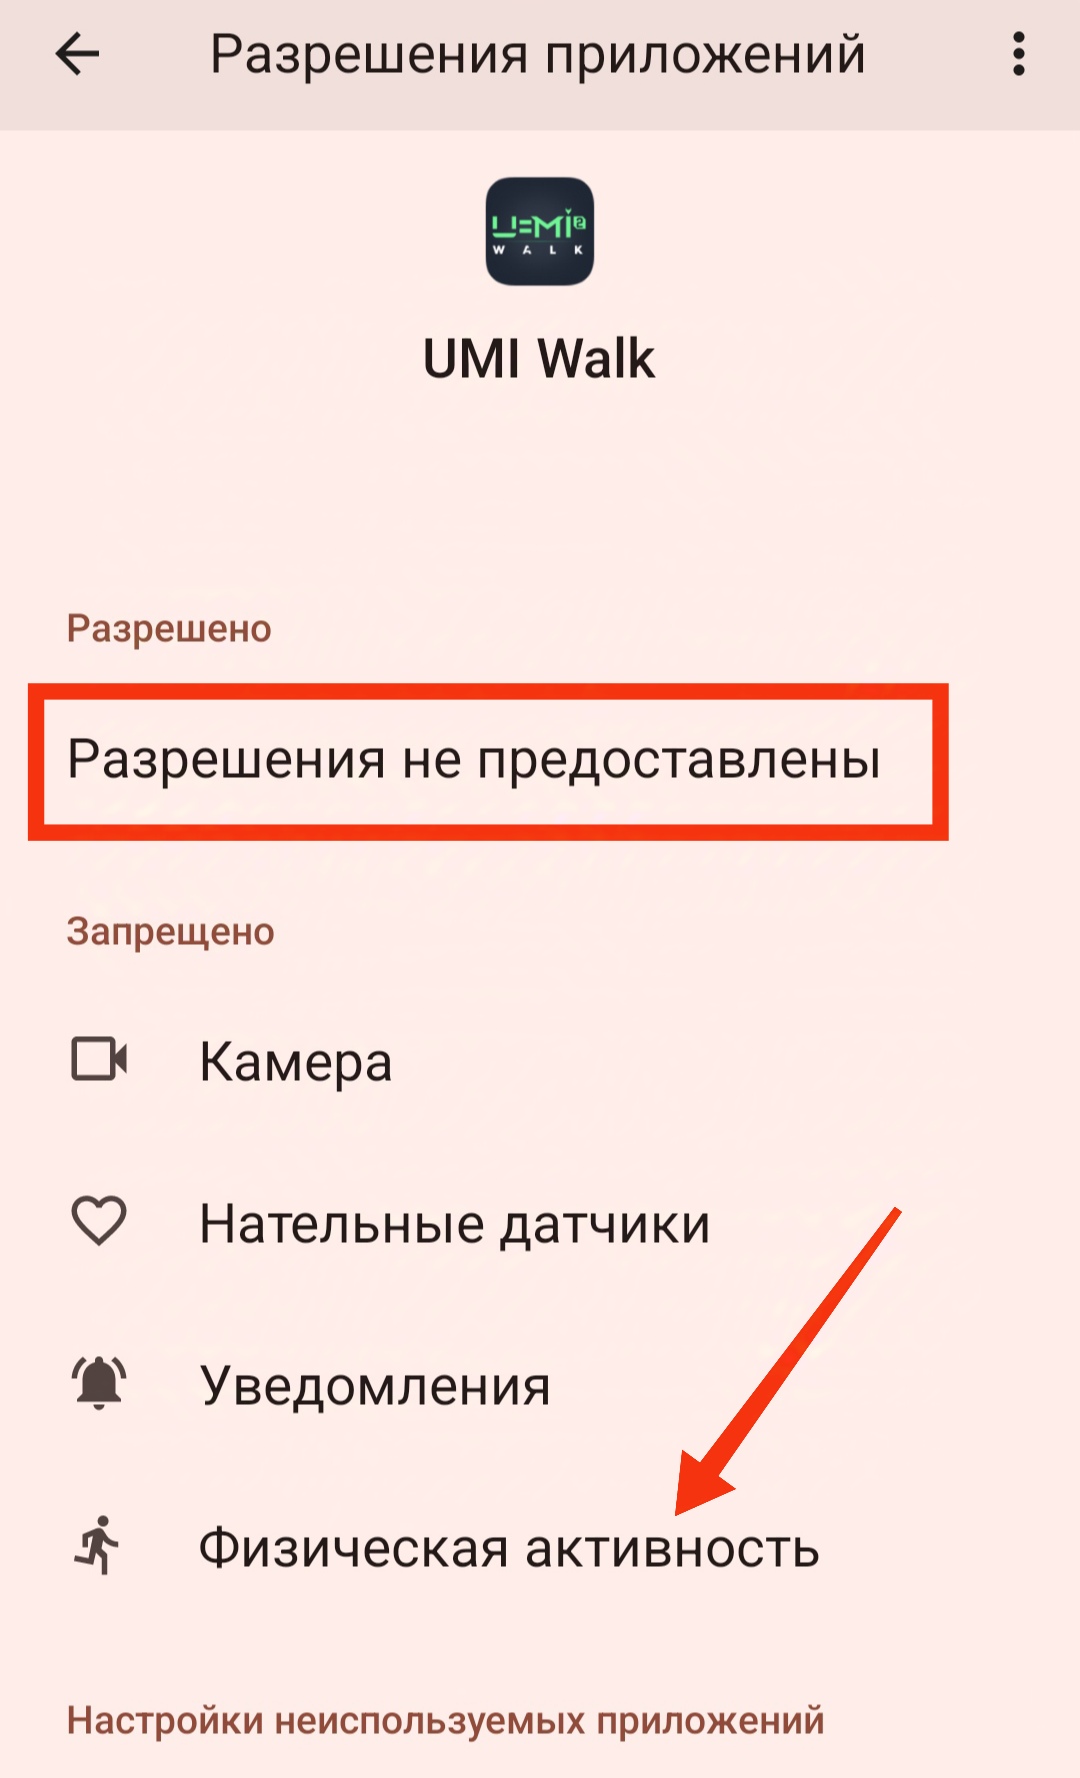 Разрешения приложений
UMi2
WALK
UMI Walk
Разрешено
Разрешения не предоставлены
Запрещено
Камера
Нательные датчики
Уведомления
Физическая активность
Настройки неиспользуемых приложений